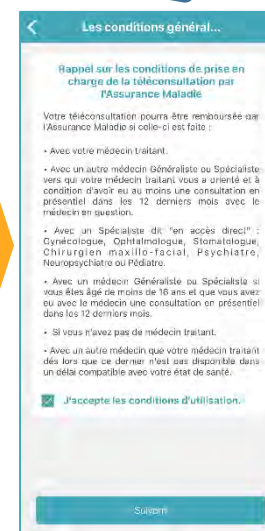 Les conditions général...
Rappel sur les conditions de prise en
charge de la téléconsultation par
l'Assurance Maladie
Votre téléconsultation pourra être remboursée par
l'Assurance Maladie si celle-ci est faite :
- Avec votre médecin traitant.
- Avec un autre médecin Généraliste ou Spécialiste
vers qui votre médecin traitant vous a orienté et à
condition d'avoir eu au moins une consultation en
présentiel dans les 12 derniers mois avec le
médecin en question.
- Avec un Spécialiste dit "en accès direct" :
Gynécologue, Ophtalmologue, Stomatologue,
Chirurgien maxillo-facial, Psychiatre,
Neuropsychiatre ou Pédiatre.
- Avec un médecin Généraliste ou Spécialiste si
vous êtes âgé de moins de 16 ans et que vous avez
eu avec le médecin une consultation en présentiel
dans les 12 derniers mois.
- Si vous n'avez pas de médecin traitant.
- Avec un autre médecin que votre médecin traitant
dès lors que ce dernier n'est pas disponible dans
un délai compatible avec votre état de santé.
J'accepte les conditions d'utilisation.
Suivant